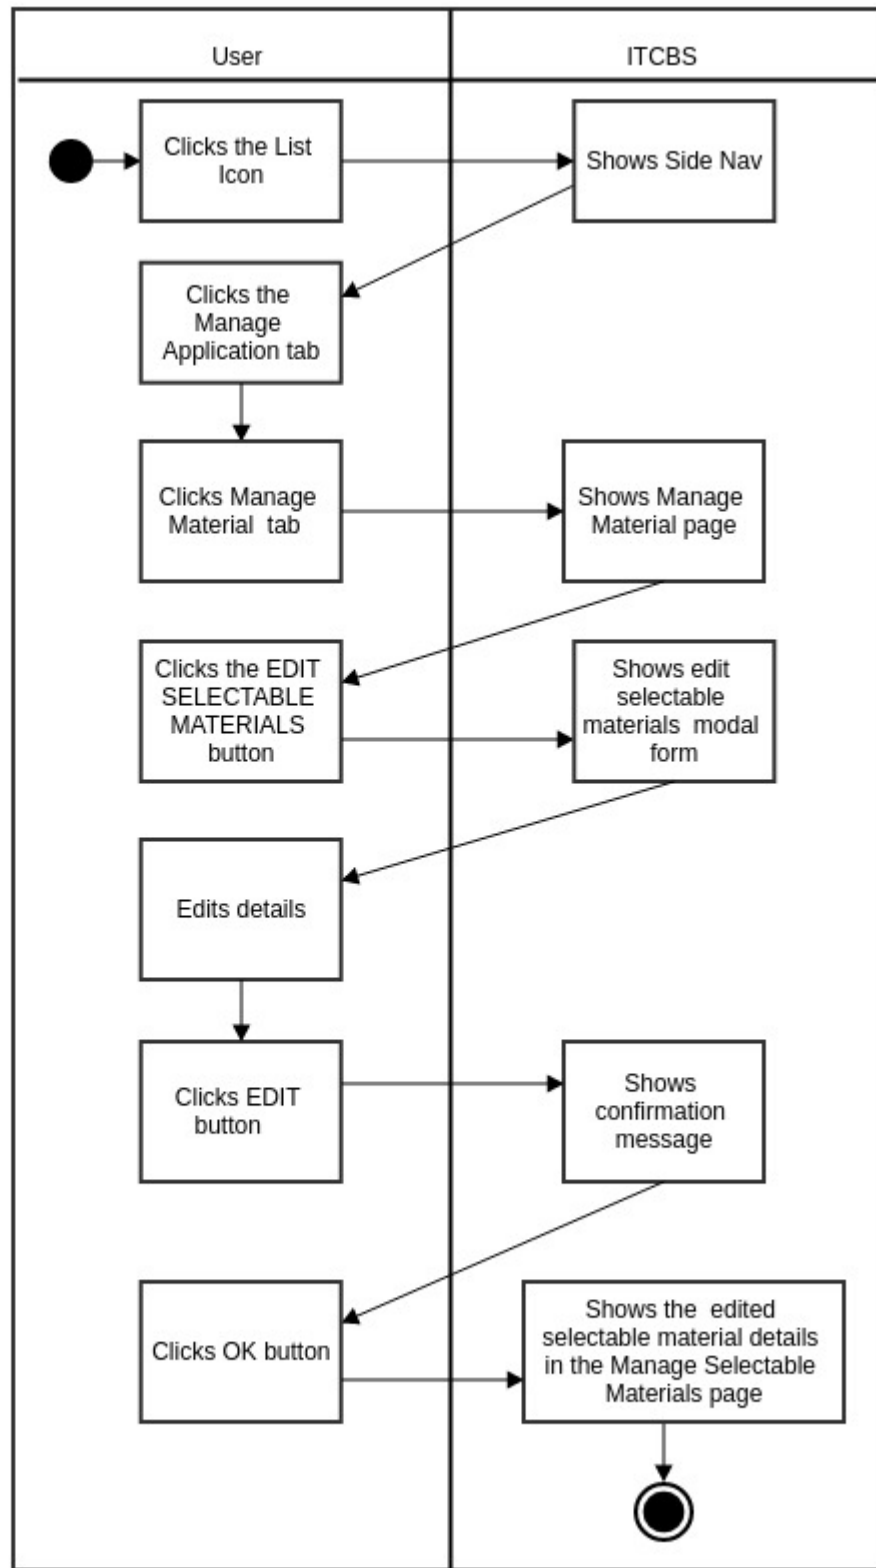 User
ITCBS
Clicks the List
Icon
Shows Side Nav
Clicks the
Manage
Application tab
Clicks Manage
Material tab
Shows Manage
Material page
Clicks the EDIT
SELECTABLE
MATERIALS
button
Shows edit
selectable
materials modal
form
Edits details
Clicks EDIT
button
Shows
confirmation
message
Clicks OK button
Shows the edited
selectable material details
in the Manage Selectable
Materials page